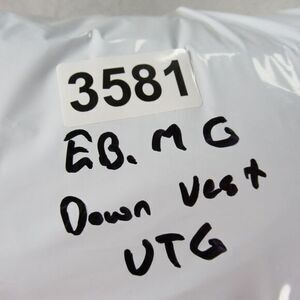 3581
EB. M G
Down Vest
VTG